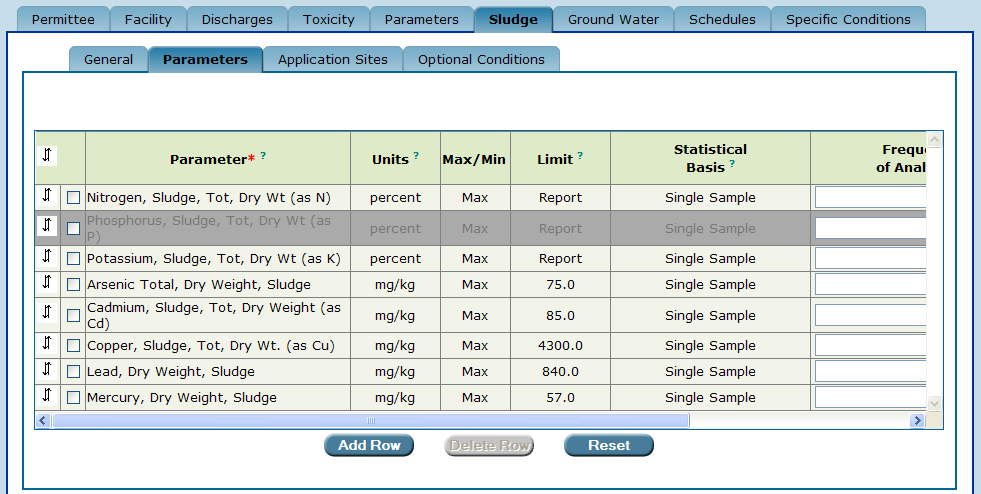 Permittee Facility Discharges Toxicity Parameters Sludge Ground Water Schedules Specific Conditions
General Parameters Application Sites Optional Conditions
Parameter* ? Units ? Max/Min Limit ? Statistical Basis ? Frequ of Anal
Nitrogen, Sludge, Tot, Dry Wt (as N) percent Max Report Single Sample
Phosphorus, Sludge, Tot, Dry Wt (as P) percent Max Report Single Sample
Potassium, Sludge, Tot, Dry Wt (as K) percent Max Report Single Sample
Arsenic Total, Dry Weight, Sludge mg/kg Max 75.0 Single Sample
Cadmium, Sludge, Tot, Dry Weight (as Cd) mg/kg Max 85.0 Single Sample
Copper, Sludge, Tot, Dry Wt. (as Cu) mg/kg Max 4300.0 Single Sample
Lead, Dry Weight, Sludge mg/kg Max 840.0 Single Sample
Mercury, Dry Weight, Sludge mg/kg Max 57.0 Single Sample
Add Row Delete Row Reset